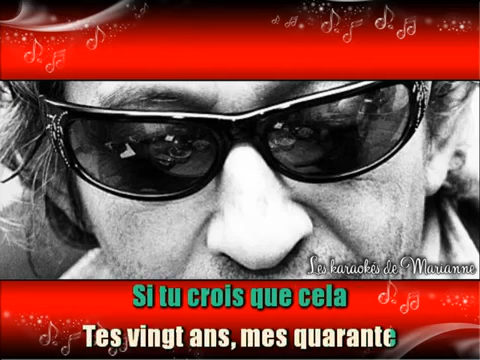 Les karaokés de Marianne
Si tu crois que cela
Tes vingt ans, mes quarante